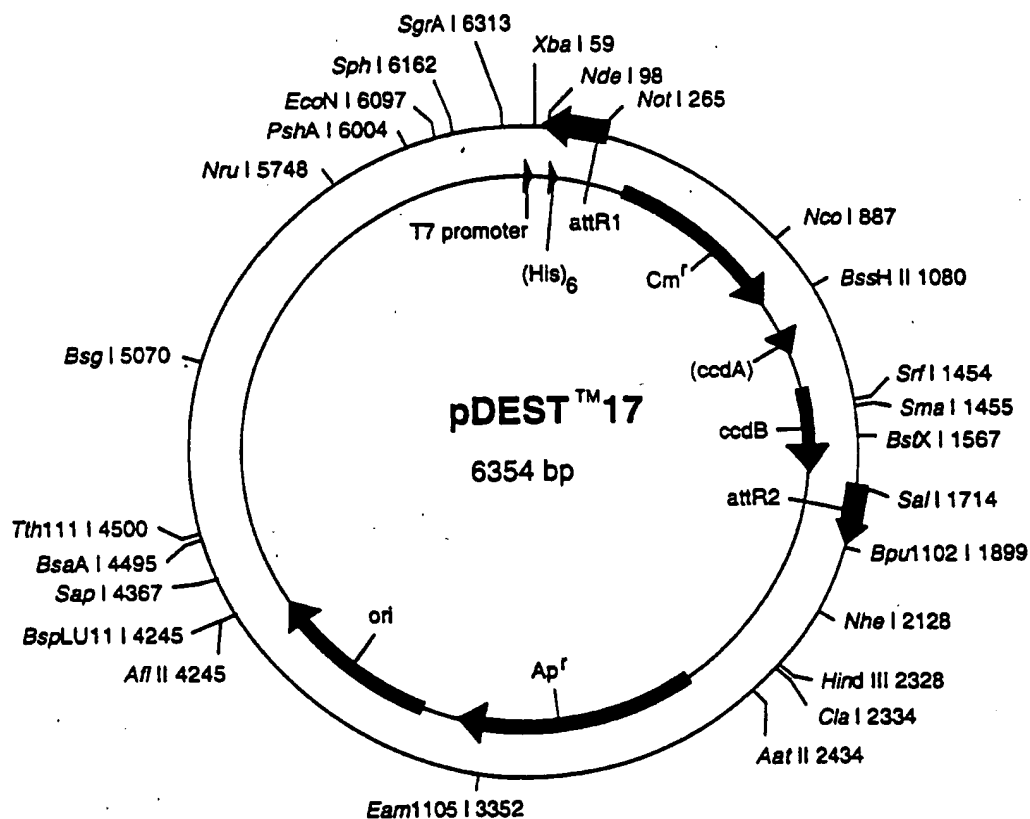 SgrA I 6313
Xba I 59
Sph I 6162
Nde I 98
EcoN I 6097
Not I 265
PshA I 6004
Nru I 5748
T7 promoter
attR1
(His)6
Nco I 887
Cmr
BssH II 1080
Bsg I 5070
(ccdA)
Srf I 1454
Sma I 1455
pDEST™17
ccdB
BstX I 1567
6354 bp
attR2
Sal I 1714
Tth111 I 4500
BsaA I 4495
Bpu1102 I 1899
Sap I 4367
BspLU11 I 4245
ori
Nhe I 2128
Afl II 4245
Apr
Hind III 2328
Cla I 2334
Aat II 2434
Eam1105 I 3352